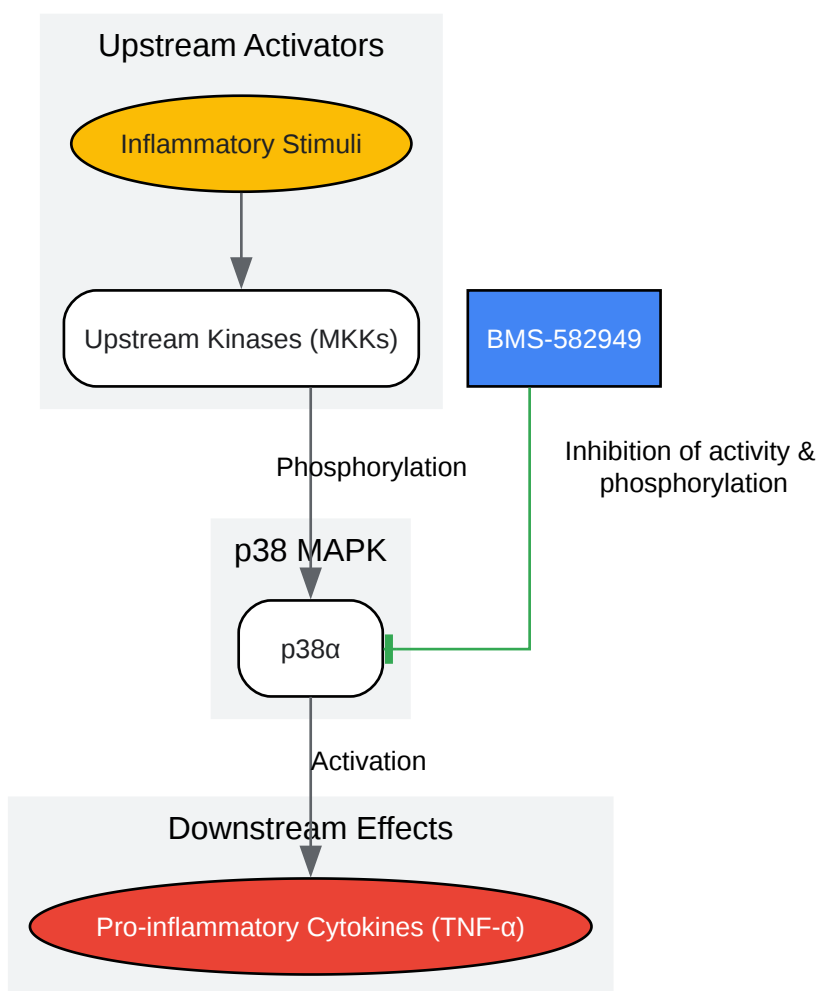 Upstream Activators
Inflammatory Stimuli
Upstream Kinases (MKKs)
BMS-582949
Phosphorylation
Inhibition of activity &
phosphorylation
p38 MAPK
p38α
Activation
Downstream Effects
Pro-inflammatory Cytokines (TNF-α)